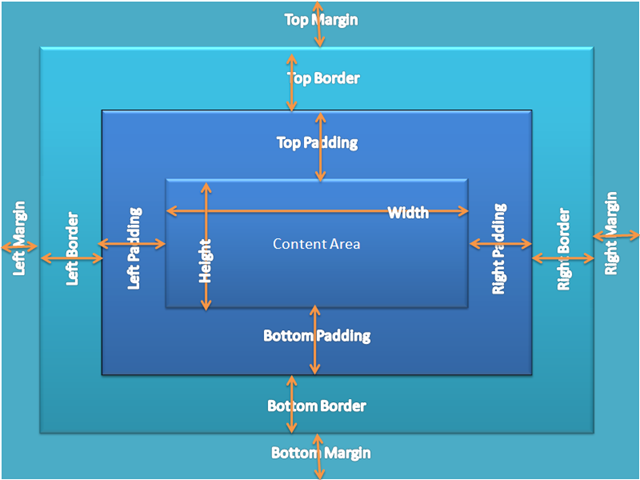 Top Margin
Top Border
Top Padding
Width
Content Area
Height
Left Margin
Left Border
Left Padding
Right Padding
Right Border
Right Margin
Bottom Padding
Bottom Border
Bottom Margin